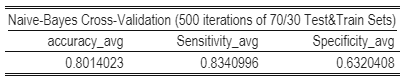 Naive-Bayes Cross-Validation (500 iterations of 70/30 Test&Train Sets)
accuracy_avg Sensitivity_avg Specificity_avg
0.8014023 0.8340996 0.6320408